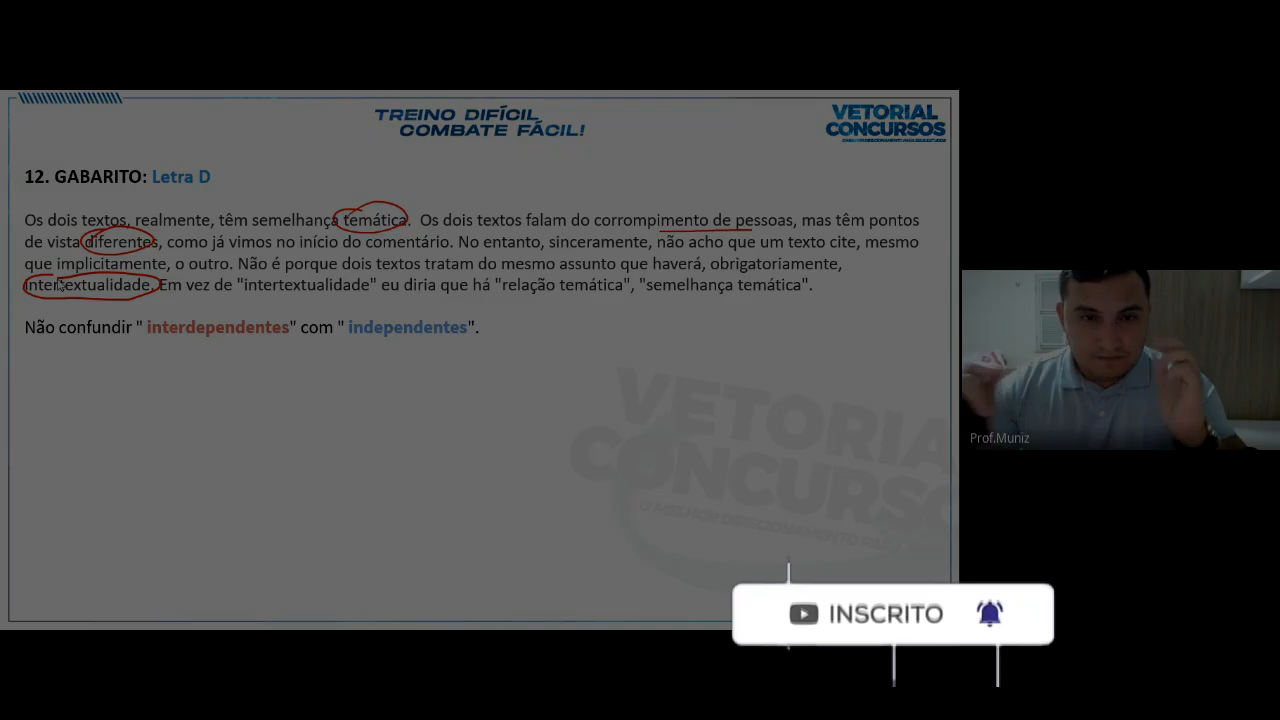 TREINO DIFÍCIL
COMBATE FÁCIL!
VETORIAL
CONCURSOS
12. GABARITO: Letra D
Os dois textos, realmente, têm semelhança temática. Os dois textos falam do corrompimento de pessoas, mas têm pontos
de vista diferentes, como já vimos no início do comentário. No entanto, sinceramente, não acho que um texto cite, mesmo
que implicitamente, o outro. Não é porque dois textos tratam do mesmo assunto que haverá, obrigatoriamente,
intertextualidade. Em vez de "intertextualidade" eu diria que há "relação temática", "semelhança temática".
Não confundir " interdependentes" com " independentes".
VETORIAL
CONCURSO
O MELHOR DIRECIONAMENTO
Prof.Muniz
INSCRITO